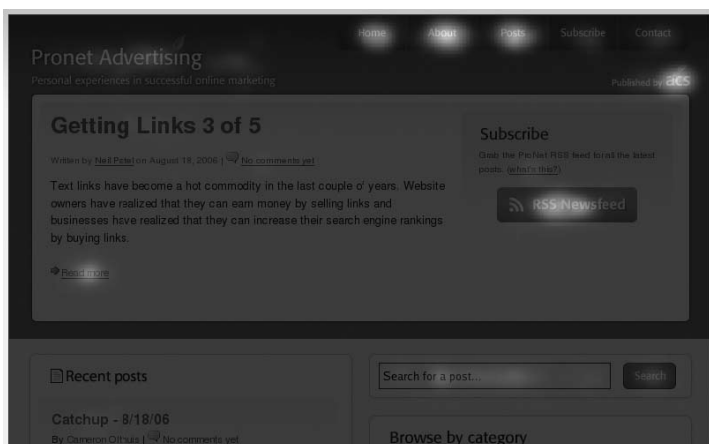 Home About Posts Subscribe Contact
Pronet Advertising
Personal experiences in successful online marketing
Published by acs
Getting Links 3 of 5
Written by Neil Patel on August 18, 2006 | No comments yet
Text links have become a hot commodity in the last couple o' years. Website
owners have realized that they can earn money by selling links and
businesses have realized that they can increase their search engine rankings
by buying links.
Read more
Subscribe
Grab the ProNet RSS feed for all the latest
posts. (what's this?)
RSS Newsfeed
Recent posts
Catchup - 8/18/06
By Cameron Olthuis | No comments yet
Search for a post...
Search
Browse by category